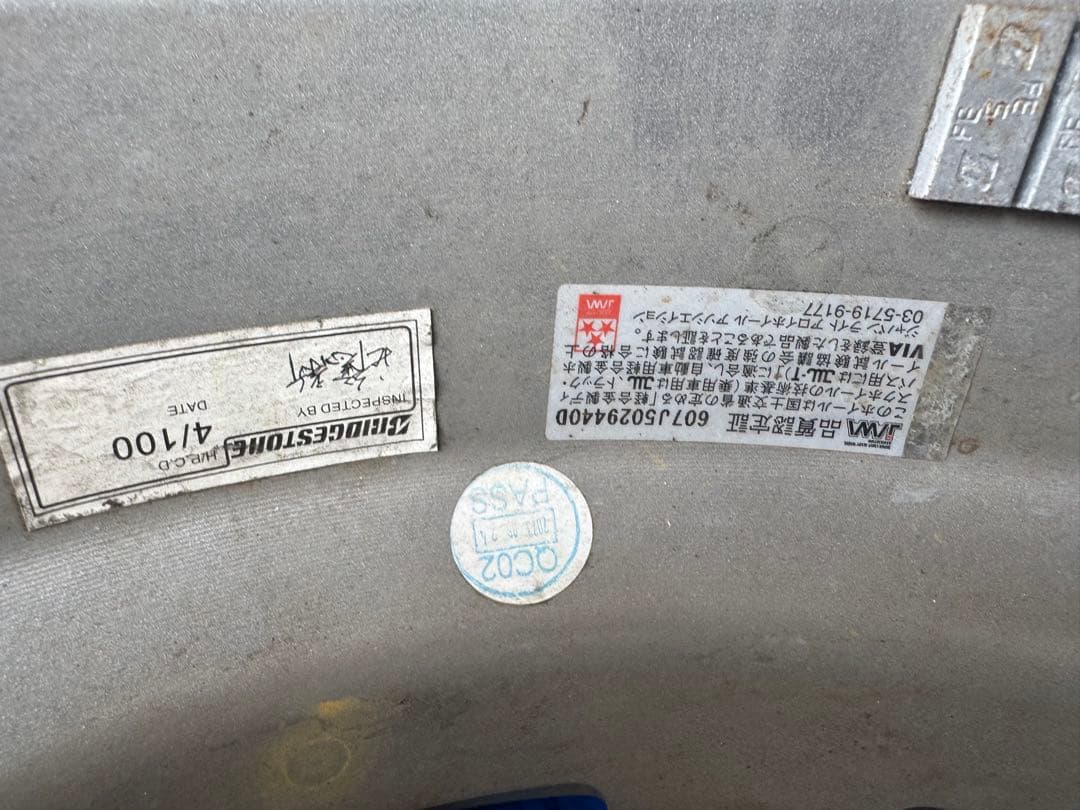 BRIDGESTONE
H/P.C.D
4/100
INSPECTED BY
DATE
JAWA 品質認定証 607J5029440D
このホイールは国土交通省の定める「軽合金製ディ
スクホイールの技術基準(乗用車用はJWL、トラック・
バス用にはJWL-T)」に適合し、自動車用軽合金製ホ
イール試験協議会の強度確認試験に合格の上
VIA登録をした製品であることを証します。
ジャパン ライト アロイホイール アソシエイション
03-5719-9177
JAWA
QC02
PASS
FE
FE
FE